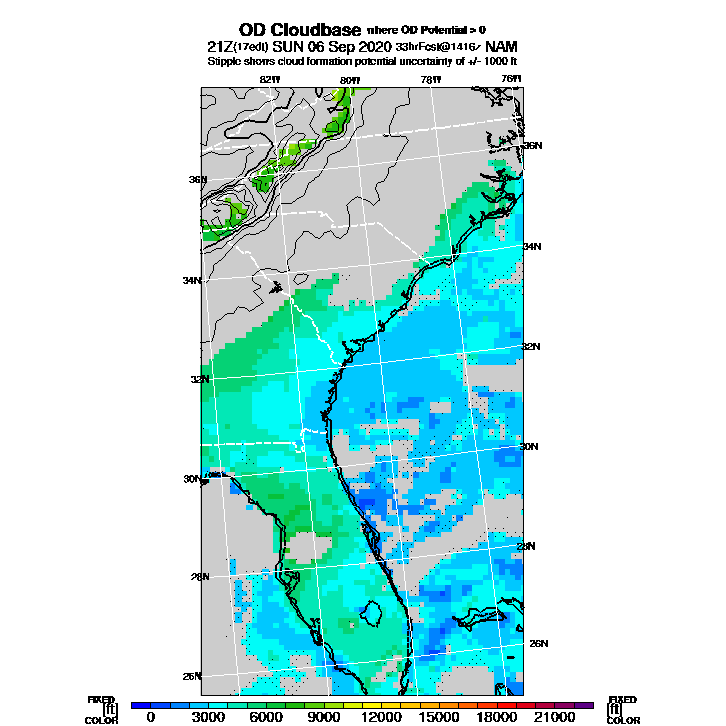 OD Cloudbase where OD Potential > 0
21Z(17edt) SUN 06 Sep 2020 33hrFcst@1416z NAM
Stipple shows cloud formation potential uncertainty of +/- 1000 ft
82W 80W 78W 76W
36N
36N
34N
34N
32N
32N
30N
30N
28N
28N
26N
26N
FIXED FIXED
[ft] [ft]
COLOR COLOR
0 3000 6000 9000 12000 15000 18000 21000